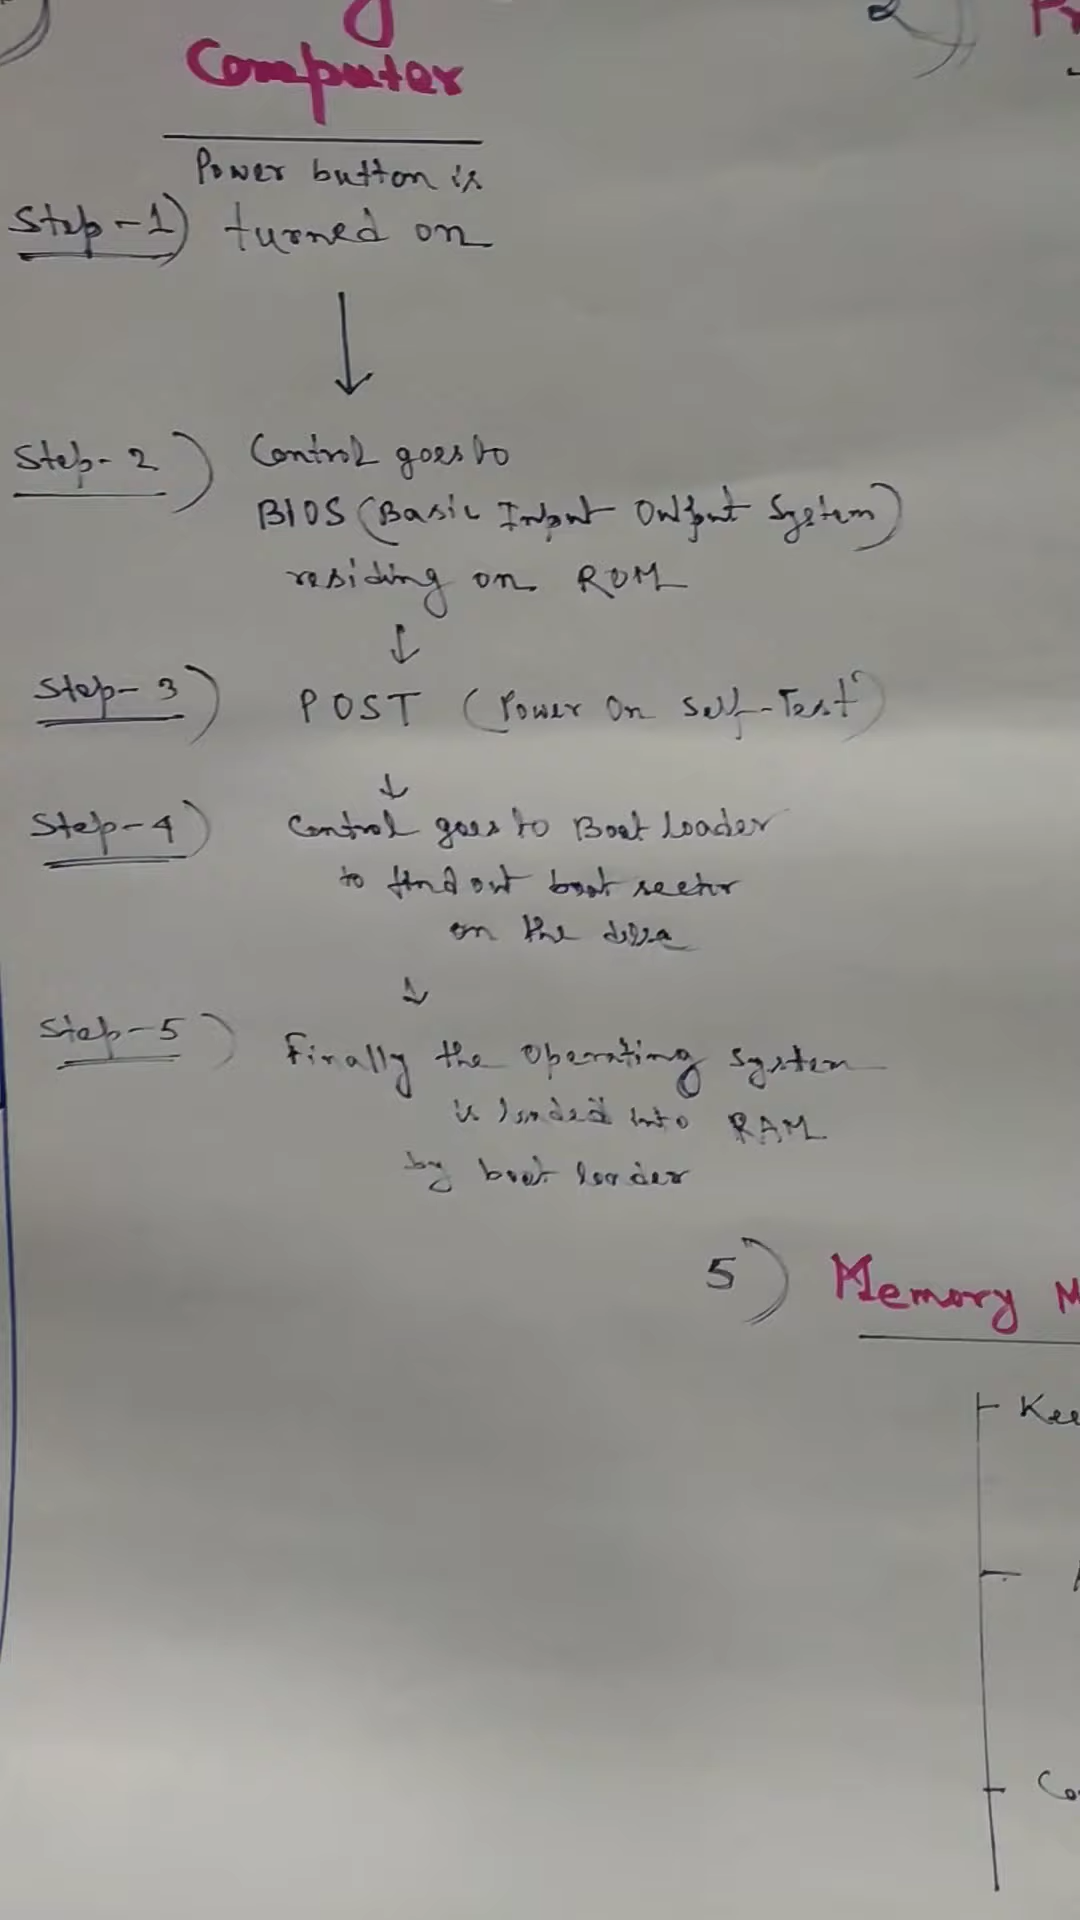 2)
Computer
Power button is
Step-1) turned on
Step-2) Control goes to
BIOS (Basic Input Output System)
residing on ROM
Step-3) POST (Power On Self-Test)
Step-4) Control goes to Boot loader
to find out boot sector
on the
Step-5) Finally the Operating System
is loaded into RAM
by boot loader
5) Memory M
Kee
Co